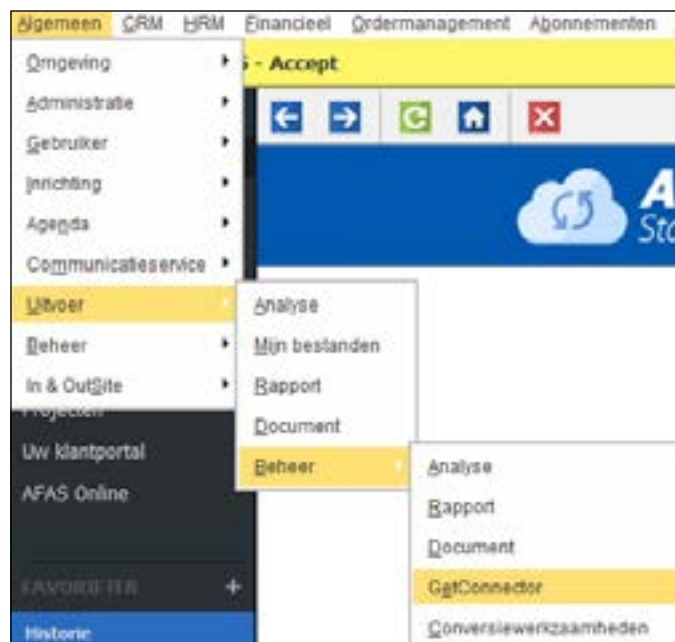 Algemeen CRM HRM Financieel Ordermanagement Abonnementen
Omgeving
- Accept
Administratie
Gebruiker
Inrichting
Agenda
Communicatieservice
Uitvoer
Beheer
In & OutSite
Analyse
Mijn bestanden
Rapport
Document
Beheer
Analyse
Rapport
Document
GetConnector
Conversiewerkzaamheden
Projecten
Uw klantportal
AFAS Online
FAVORIETEN +
Historie